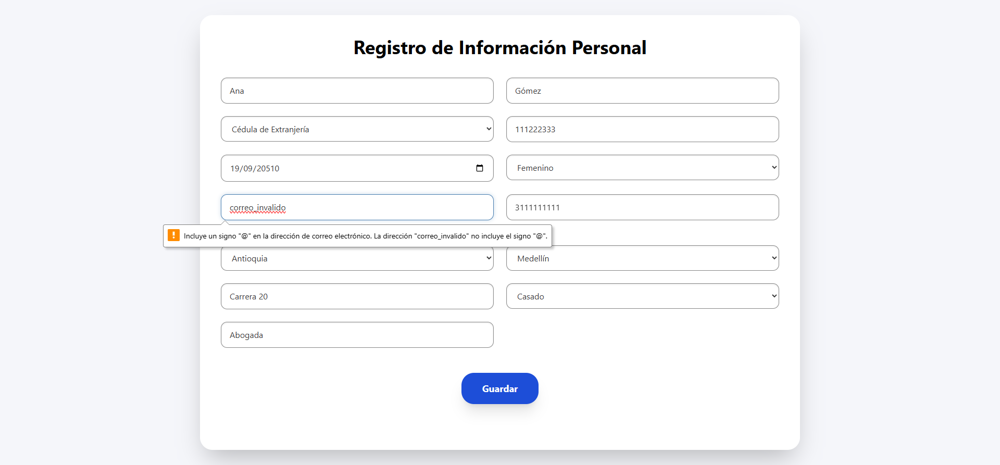 Registro de Información Personal
Ana
Gómez
Cédula de Extranjería
111222333
19/09/20510
Femenino
correo_invalido
3111111111
Incluye un signo "@" en la dirección de correo electrónico. La dirección "correo_invalido" no incluye el signo "@".
Antioquia
Medellín
Carrera 20
Casado
Abogada
Guardar